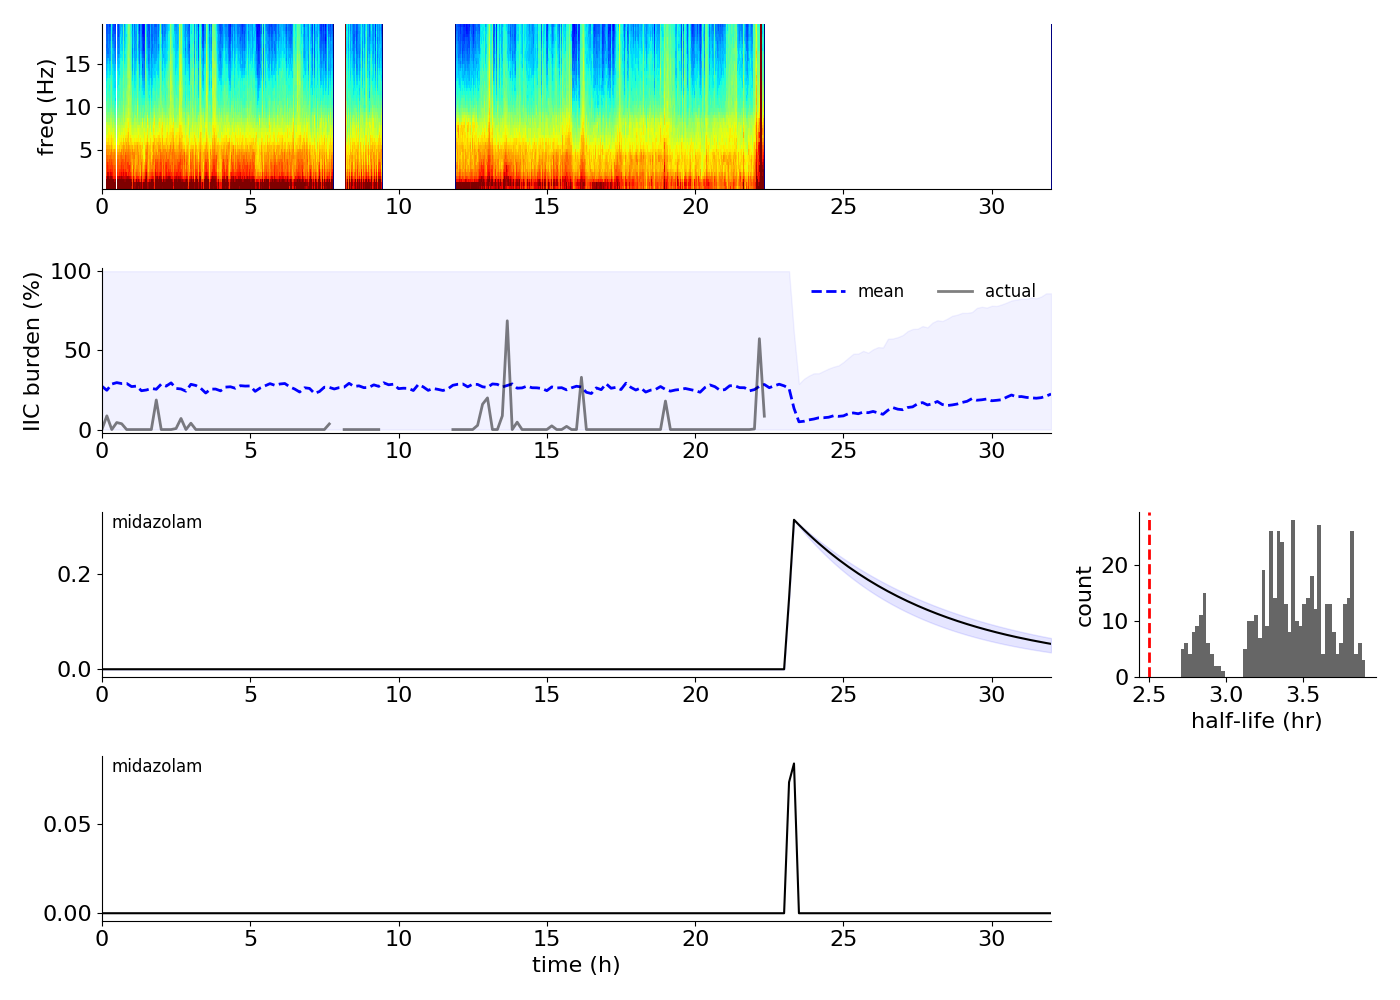 freq (Hz)
15
10
5
0 5 10 15 20 25 30
IIC burden (%)
100
50
0
mean actual
0 5 10 15 20 25 30
midazolam
0.2
0.0
0 5 10 15 20 25 30
count
20
10
0
2.5 3.0 3.5
half-life (hr)
midazolam
0.05
0.00
0 5 10 15 20 25 30
time (h)